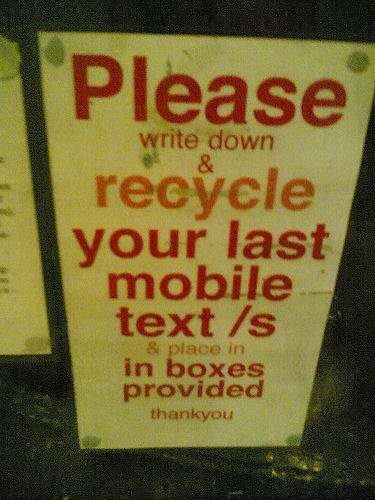 Please
write down
&
recycle
your last
mobile
text /s
& place in
in boxes
provided
thankyou